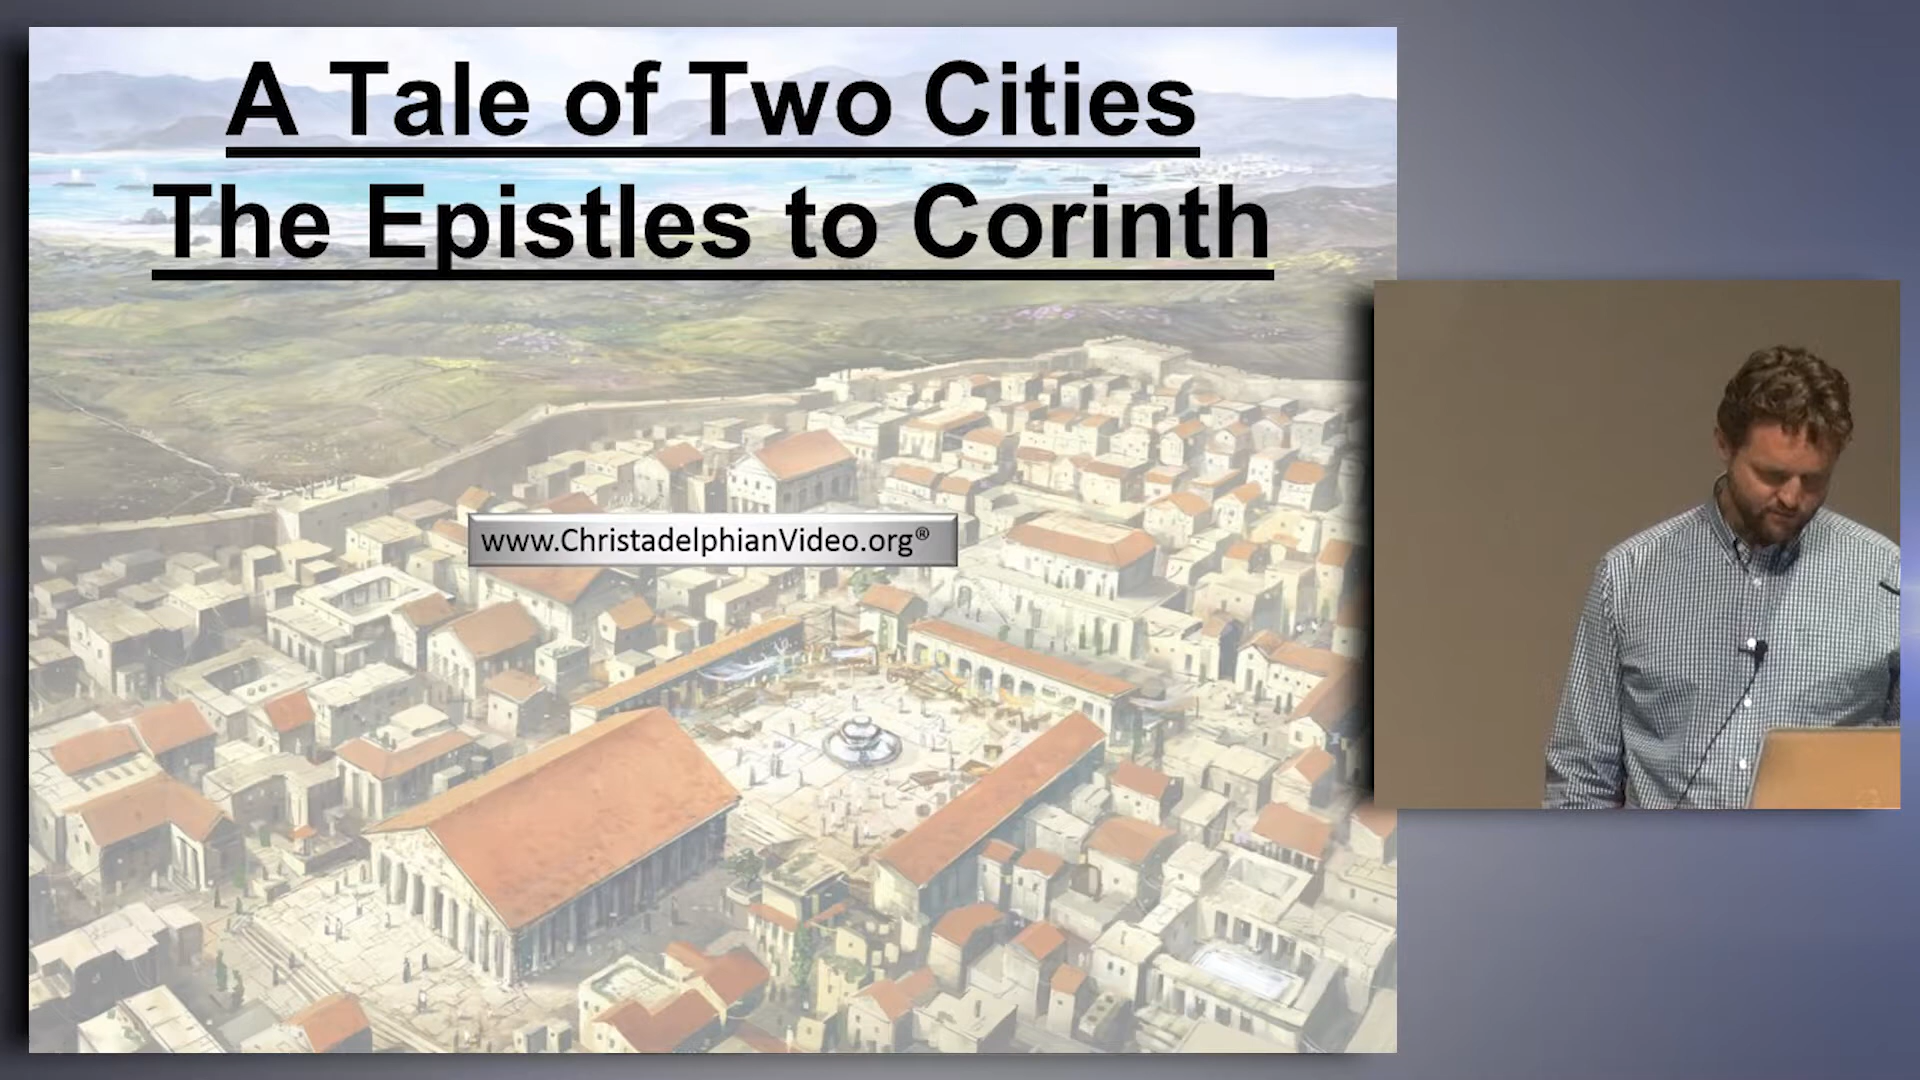 A Tale of Two Cities
The Epistles to Corinth
www.ChristadelphianVideo.org®